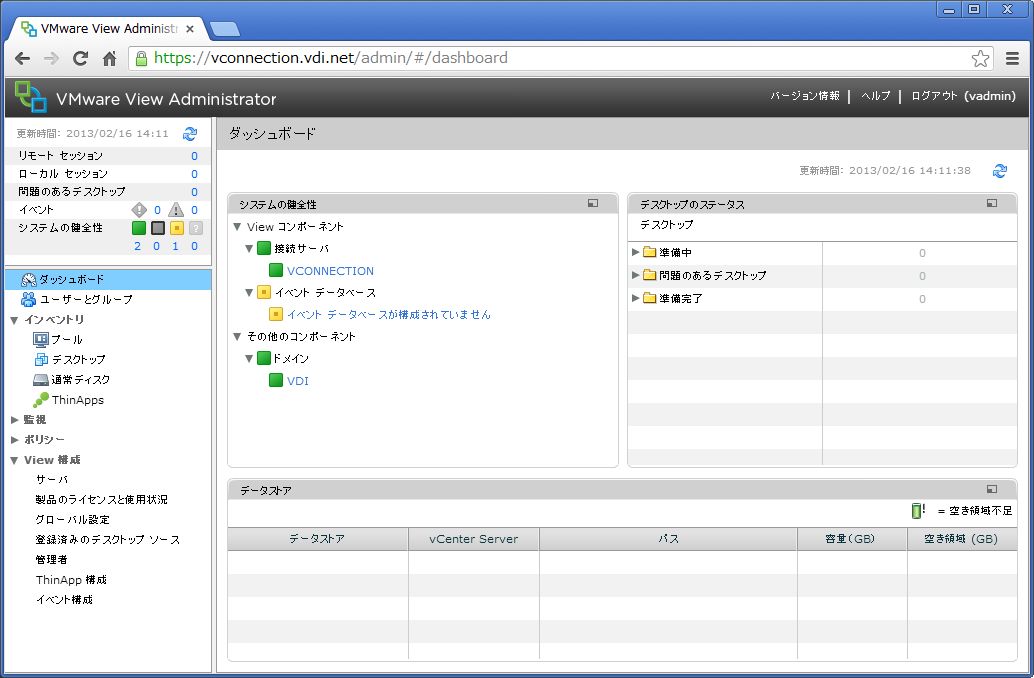 VMware View Administr
https://vconnection.vdi.net/admin/#/dashboard
VMware View Administrator
バージョン情報 | ヘルプ | ログアウト (vadmin)
更新時間: 2013/02/16 14:11
リモート セッション 0
ローカル セッション 0
問題のあるデスクトップ 0
イベント 0 0
システムの健全性
2 0 1 0
ダッシュボード
ユーザーとグループ
インベントリ
プール
デスクトップ
通常ディスク
ThinApps
監視
ポリシー
View 構成
サーバ
製品のライセンスと使用状況
グローバル設定
登録済みのデスクトップ ソース
管理者
ThinApp 構成
イベント構成
ダッシュボード
更新時間: 2013/02/16 14:11:38
システムの健全性
View コンポーネント
接続サーバ
VCONNECTION
イベント データベース
イベント データベースが構成されていません
その他のコンポーネント
ドメイン
VDI
デスクトップのステータス
デスクトップ
準備中 0
問題のあるデスクトップ 0
準備完了 0
データストア
! = 空き領域不足
データストア vCenter Server パス 容量(GB) 空き領域 (GB)